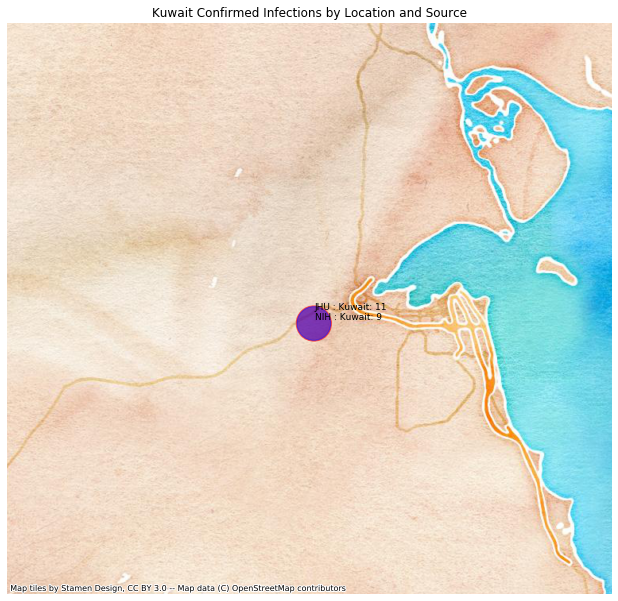 Kuwait Confirmed Infections by Location and Source
JHU : Kuwait: 11
NIH : Kuwait: 9
Map tiles by Stamen Design, CC BY 3.0 -- Map data (C) OpenStreetMap contributors